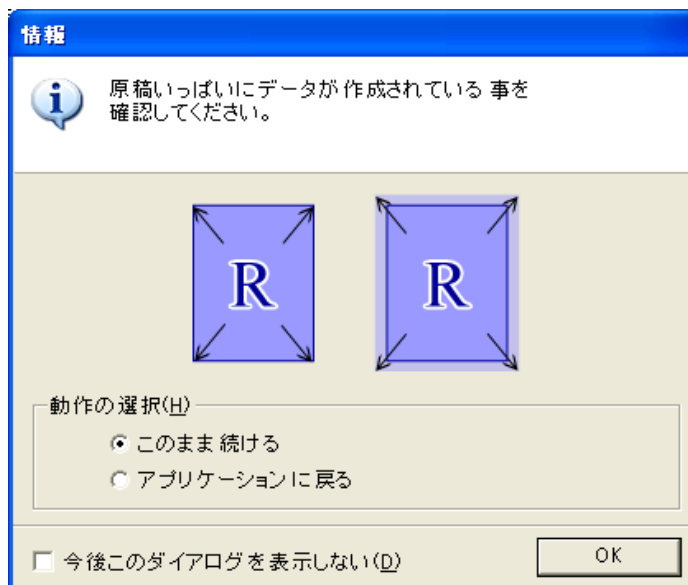 情報
原稿いっぱいにデータが作成されている事を
確認してください。
R
R
動作の選択(H)
このまま続ける
アプリケーションに戻る
今後このダイアログを表示しない(D)
OK